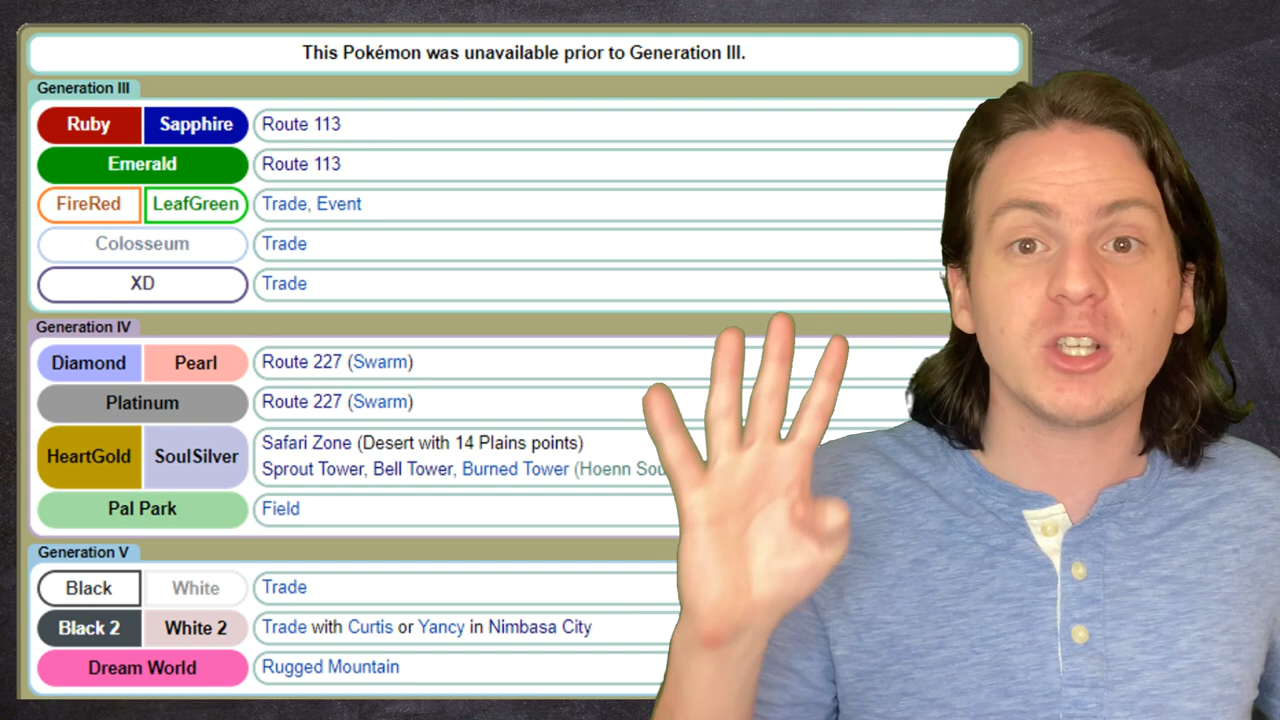 This Pokémon was unavailable prior to Generation III.
Generation III
Ruby Sapphire Route 113
Emerald Route 113
FireRed LeafGreen Trade, Event
Colosseum Trade
XD Trade
Generation IV
Diamond Pearl Route 227 (Swarm)
Platinum Route 227 (Swarm)
HeartGold SoulSilver Safari Zone (Desert with 14 Plains points)
Sprout Tower, Bell Tower, Burned Tower (Hoenn Sou
Pal Park Field
Generation V
Black White Trade
Black 2 White 2 Trade with Curtis or Yancy in Nimbasa City
Dream World Rugged Mountain